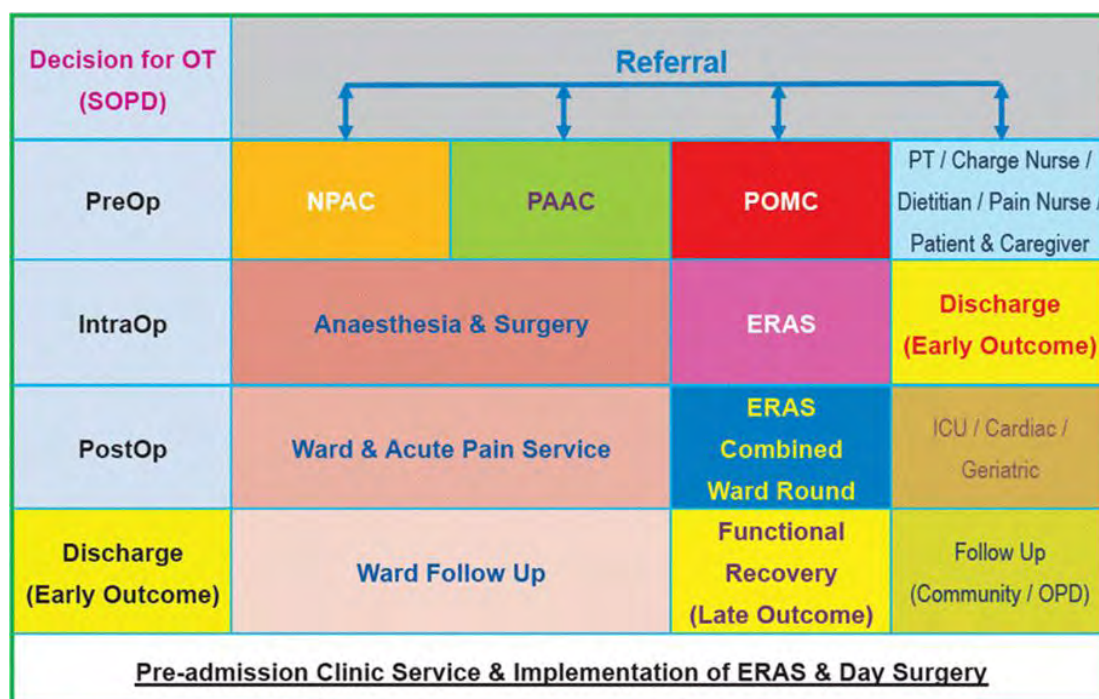 Decision for OT
(SOPD)
Referral
PreOp
NPAC
PAAC
POMC
PT / Charge Nurse /
Dietitian / Pain Nurse /
Patient & Caregiver
IntraOp
Anaesthesia & Surgery
ERAS
Discharge
(Early Outcome)
PostOp
Ward & Acute Pain Service
ERAS
Combined
Ward Round
ICU / Cardiac /
Geriatric
Discharge
(Early Outcome)
Ward Follow Up
Functional
Recovery
(Late Outcome)
Follow Up
(Community / OPD)
Pre-admission Clinic Service & Implementation of ERAS & Day Surgery